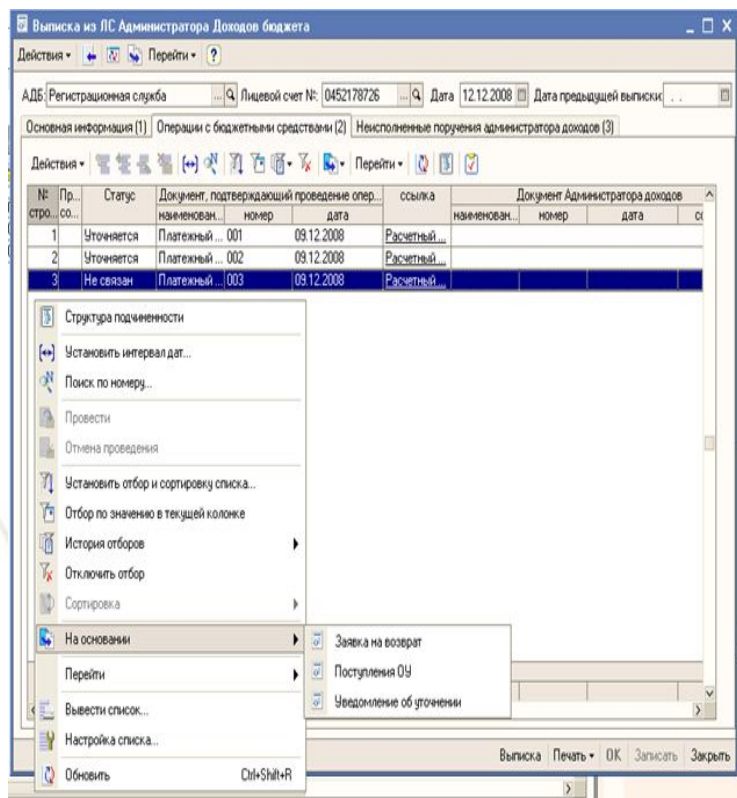 Выписка из ЛС Администратора Доходов бюджета
Действия Перейти ?
АДБ: Регистрационная служба ... Лицевой счет №: 0452178726 ... Дата 12.12.2008 Дата предыдущей выписки: . .
Основная информация (1) Операции с бюджетными средствами (2) Неисполненные поручения администратора доходов (3)
Действия Перейти
№ стро... Пр... со... Статус Документ, подтверждающий проведение опер... ссылка Документ Администратора доходов
наименован... номер дата наименован... номер дата
1 Уточняется Платежный ... 001 09.12.2008 Расчетный ...
2 Уточняется Платежный ... 002 09.12.2008 Расчетный ...
3 Не связан Платежный ... 003 09.12.2008 Расчетный ...
Структура подчиненности
Установить интервал дат...
Поиск по номеру...
Провести
Отмена проведения
Установить отбор и сортировку списка...
Отбор по значению в текущей колонке
История отборов
Отключить отбор
Сортировка
На основании
Заявка на возврат
Поступления ОУ
Уведомление об уточнении
Перейти
Вывести список...
Настройка списка...
Обновить Ctrl+Shift+R
Выписка Печать OK Записать Закрыть